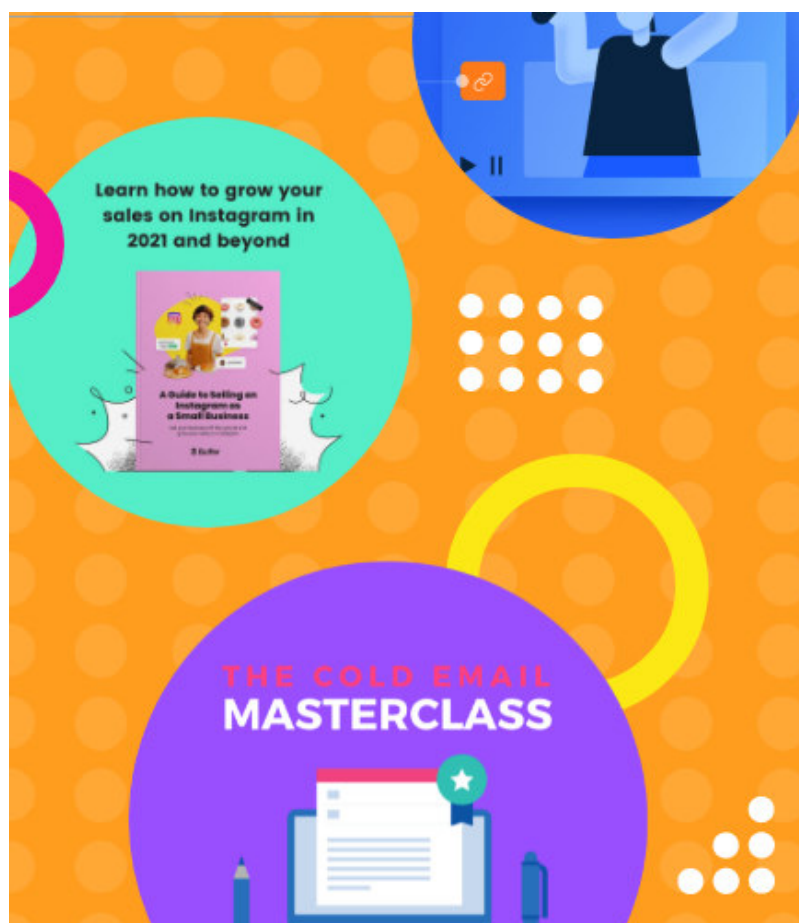 Learn how to grow your
sales on Instagram in
2021 and beyond
A Guide to Selling on
Instagram as
a Small Business
Buffer
THE COLD EMAIL
MASTERCLASS